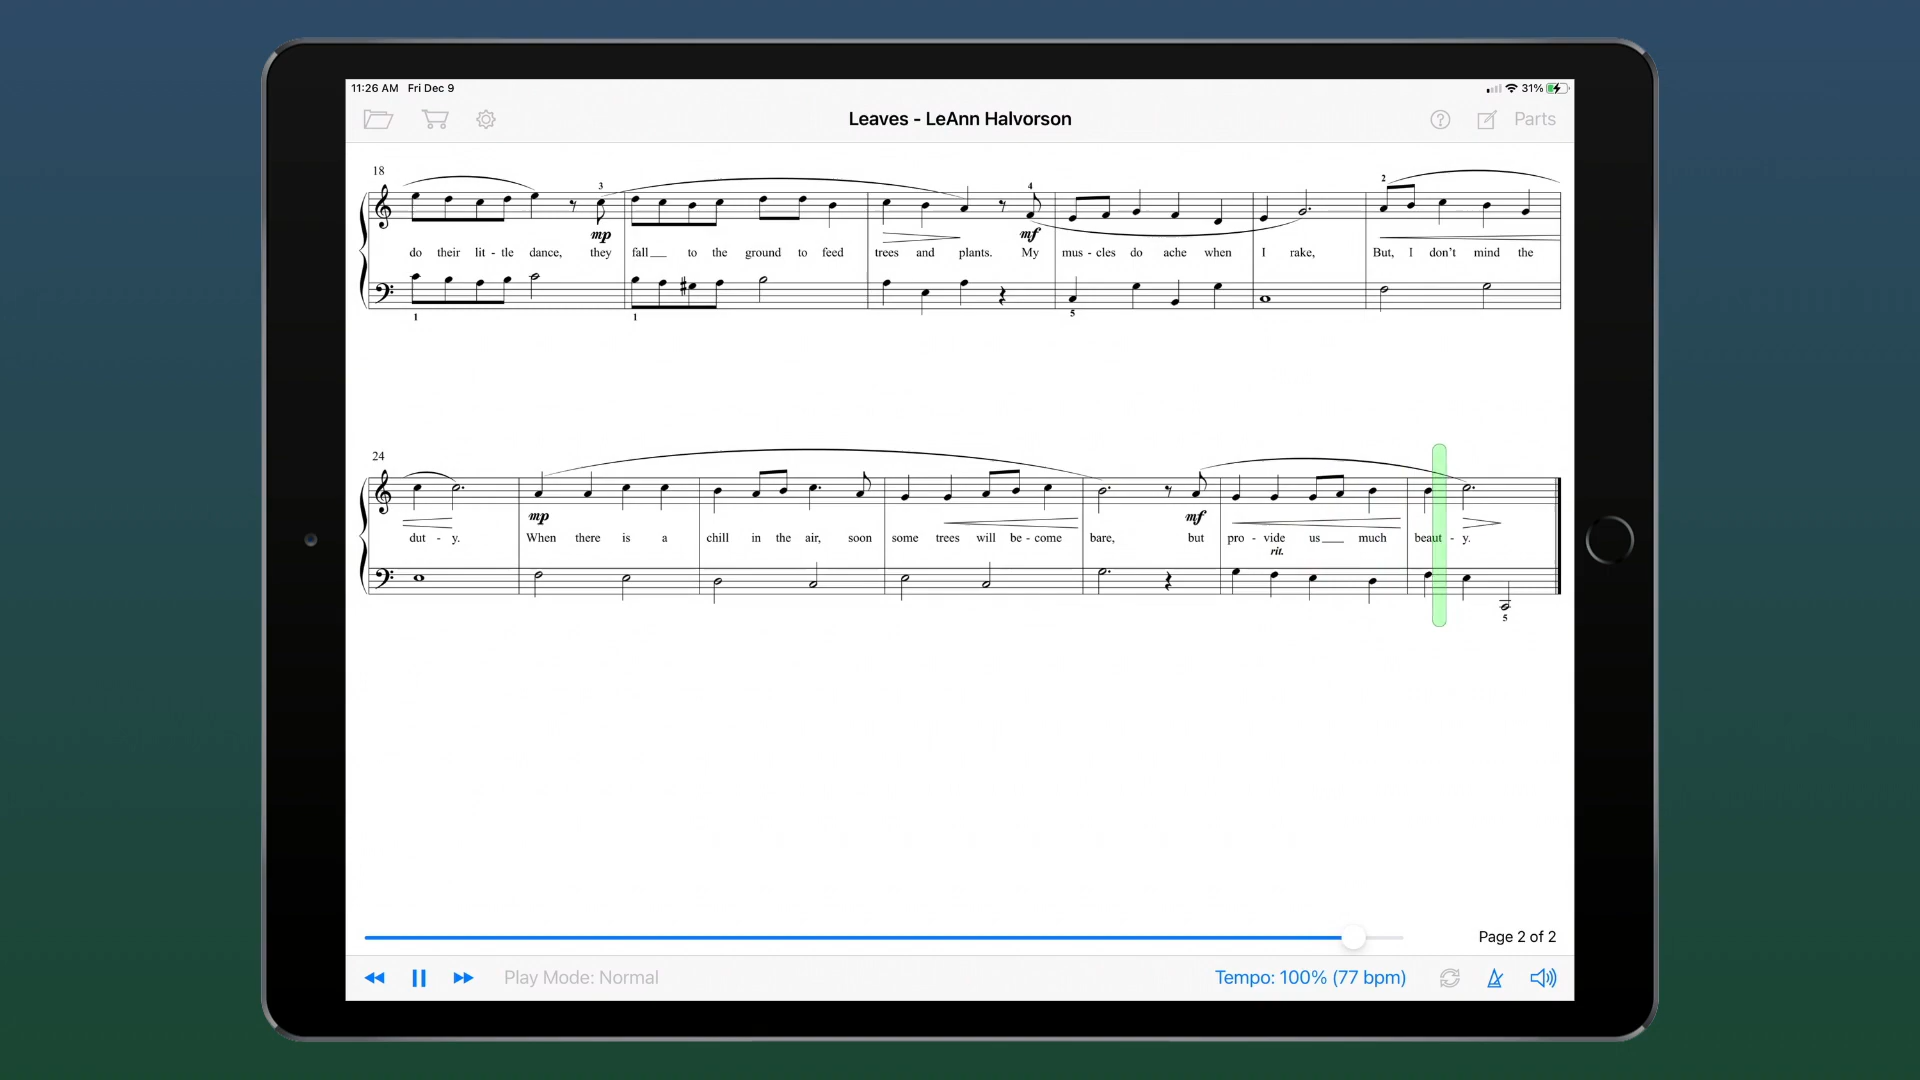 11:26 AM Fri Dec 9 31%
Leaves - LeAnn Halvorson
Parts
18
3 4 2
mp mf
do their lit - tle dance, they fall__ to the ground to feed trees and plants. My mus - cles do ache when I rake, But, I don't mind the
1 1 5
24
mp mf
dut - y. When there is a chill in the air, soon some trees will be - come bare, but pro - vide us___ much beaut - y.
rit.
5
Page 2 of 2
Play Mode: Normal Tempo: 100% (77 bpm)